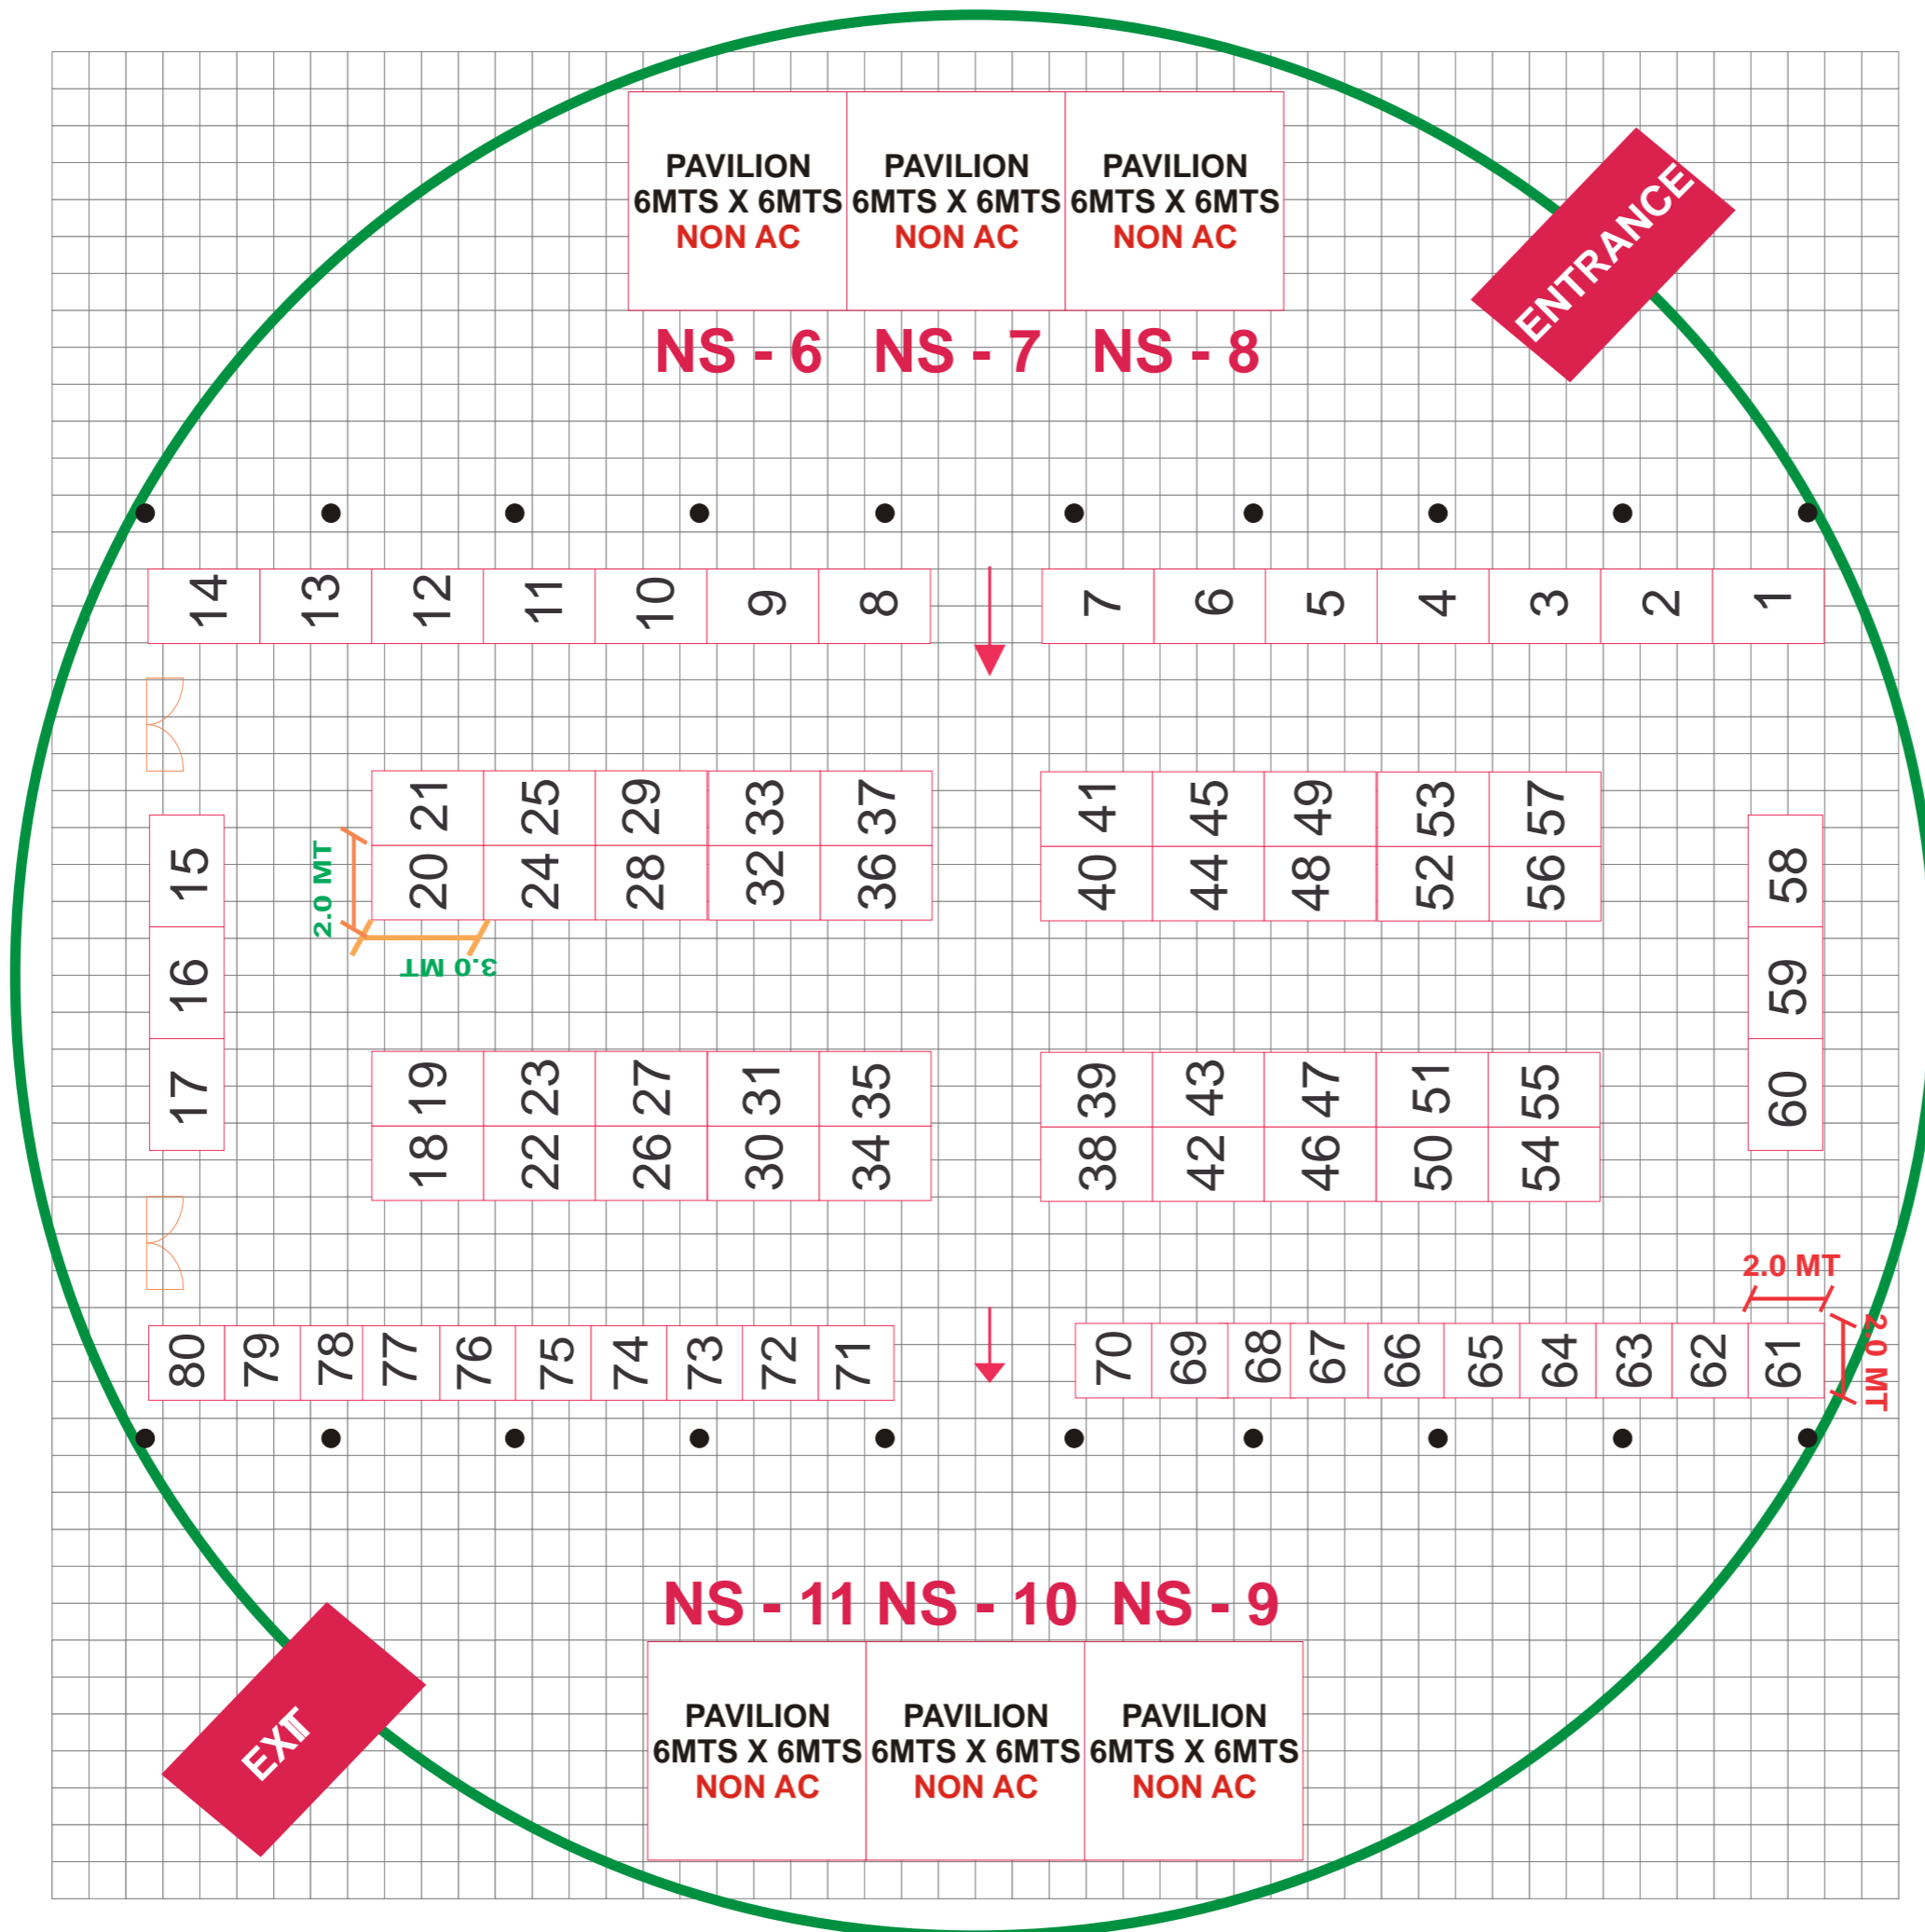 PAVILION
6MTS X 6MTS
NON AC
PAVILION
6MTS X 6MTS
NON AC
PAVILION
6MTS X 6MTS
NON AC
ENTRANCE
NS - 6
NS - 7
NS - 8
14
13
12
11
10
9
8
7
6
5
4
3
2
1
21
25
29
33
37
41
45
49
53
57
20
24
28
32
36
40
44
48
52
56
2.0 MT
3.0 MT
15
16
17
58
59
60
19
23
27
31
35
39
43
47
51
55
18
22
26
30
34
38
42
46
50
54
2.0 MT
2.0 MT
80
79
78
77
76
75
74
73
72
71
70
69
68
67
66
65
64
63
62
61
NS - 11
NS - 10
NS - 9
EXIT
PAVILION
6MTS X 6MTS
NON AC
PAVILION
6MTS X 6MTS
NON AC
PAVILION
6MTS X 6MTS
NON AC